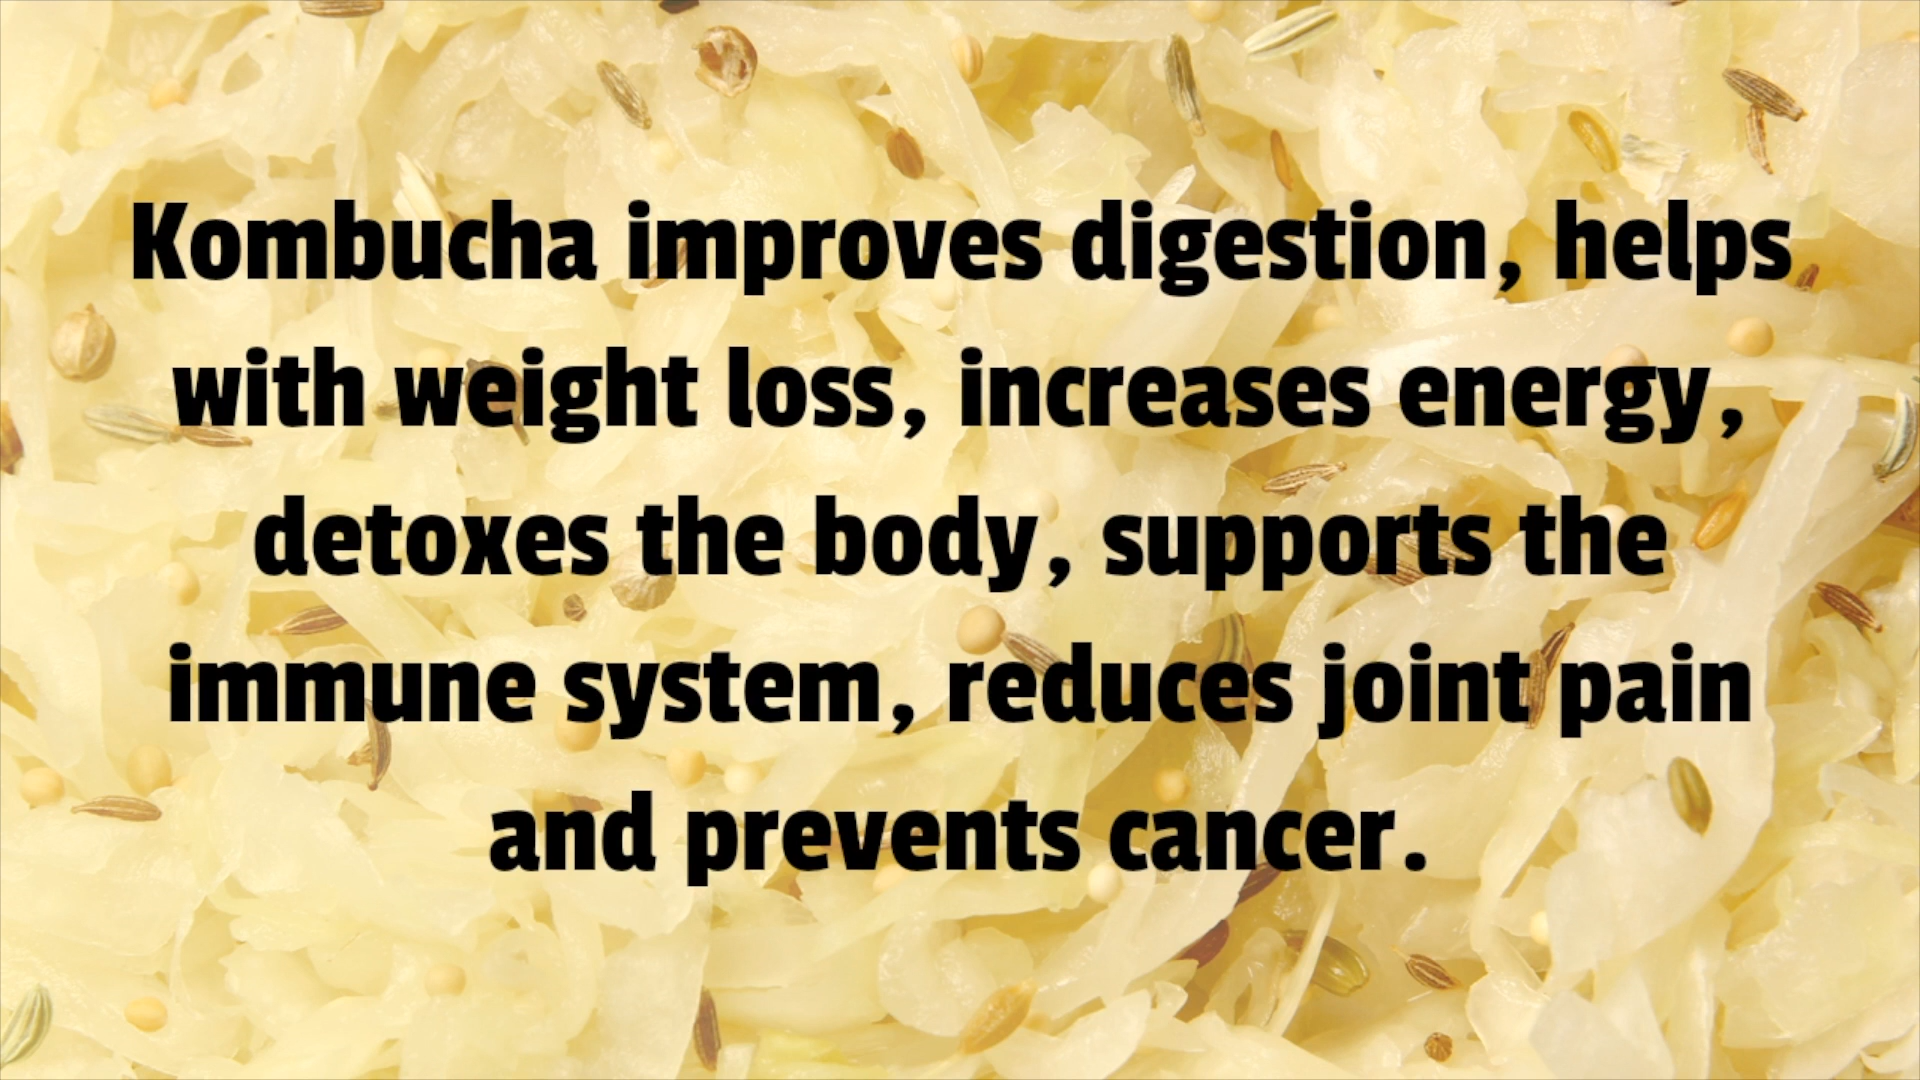 Kombucha improves digestion, helps
with weight loss, increases energy,
detoxes the body, supports the
immune system, reduces joint pain
and prevents cancer.